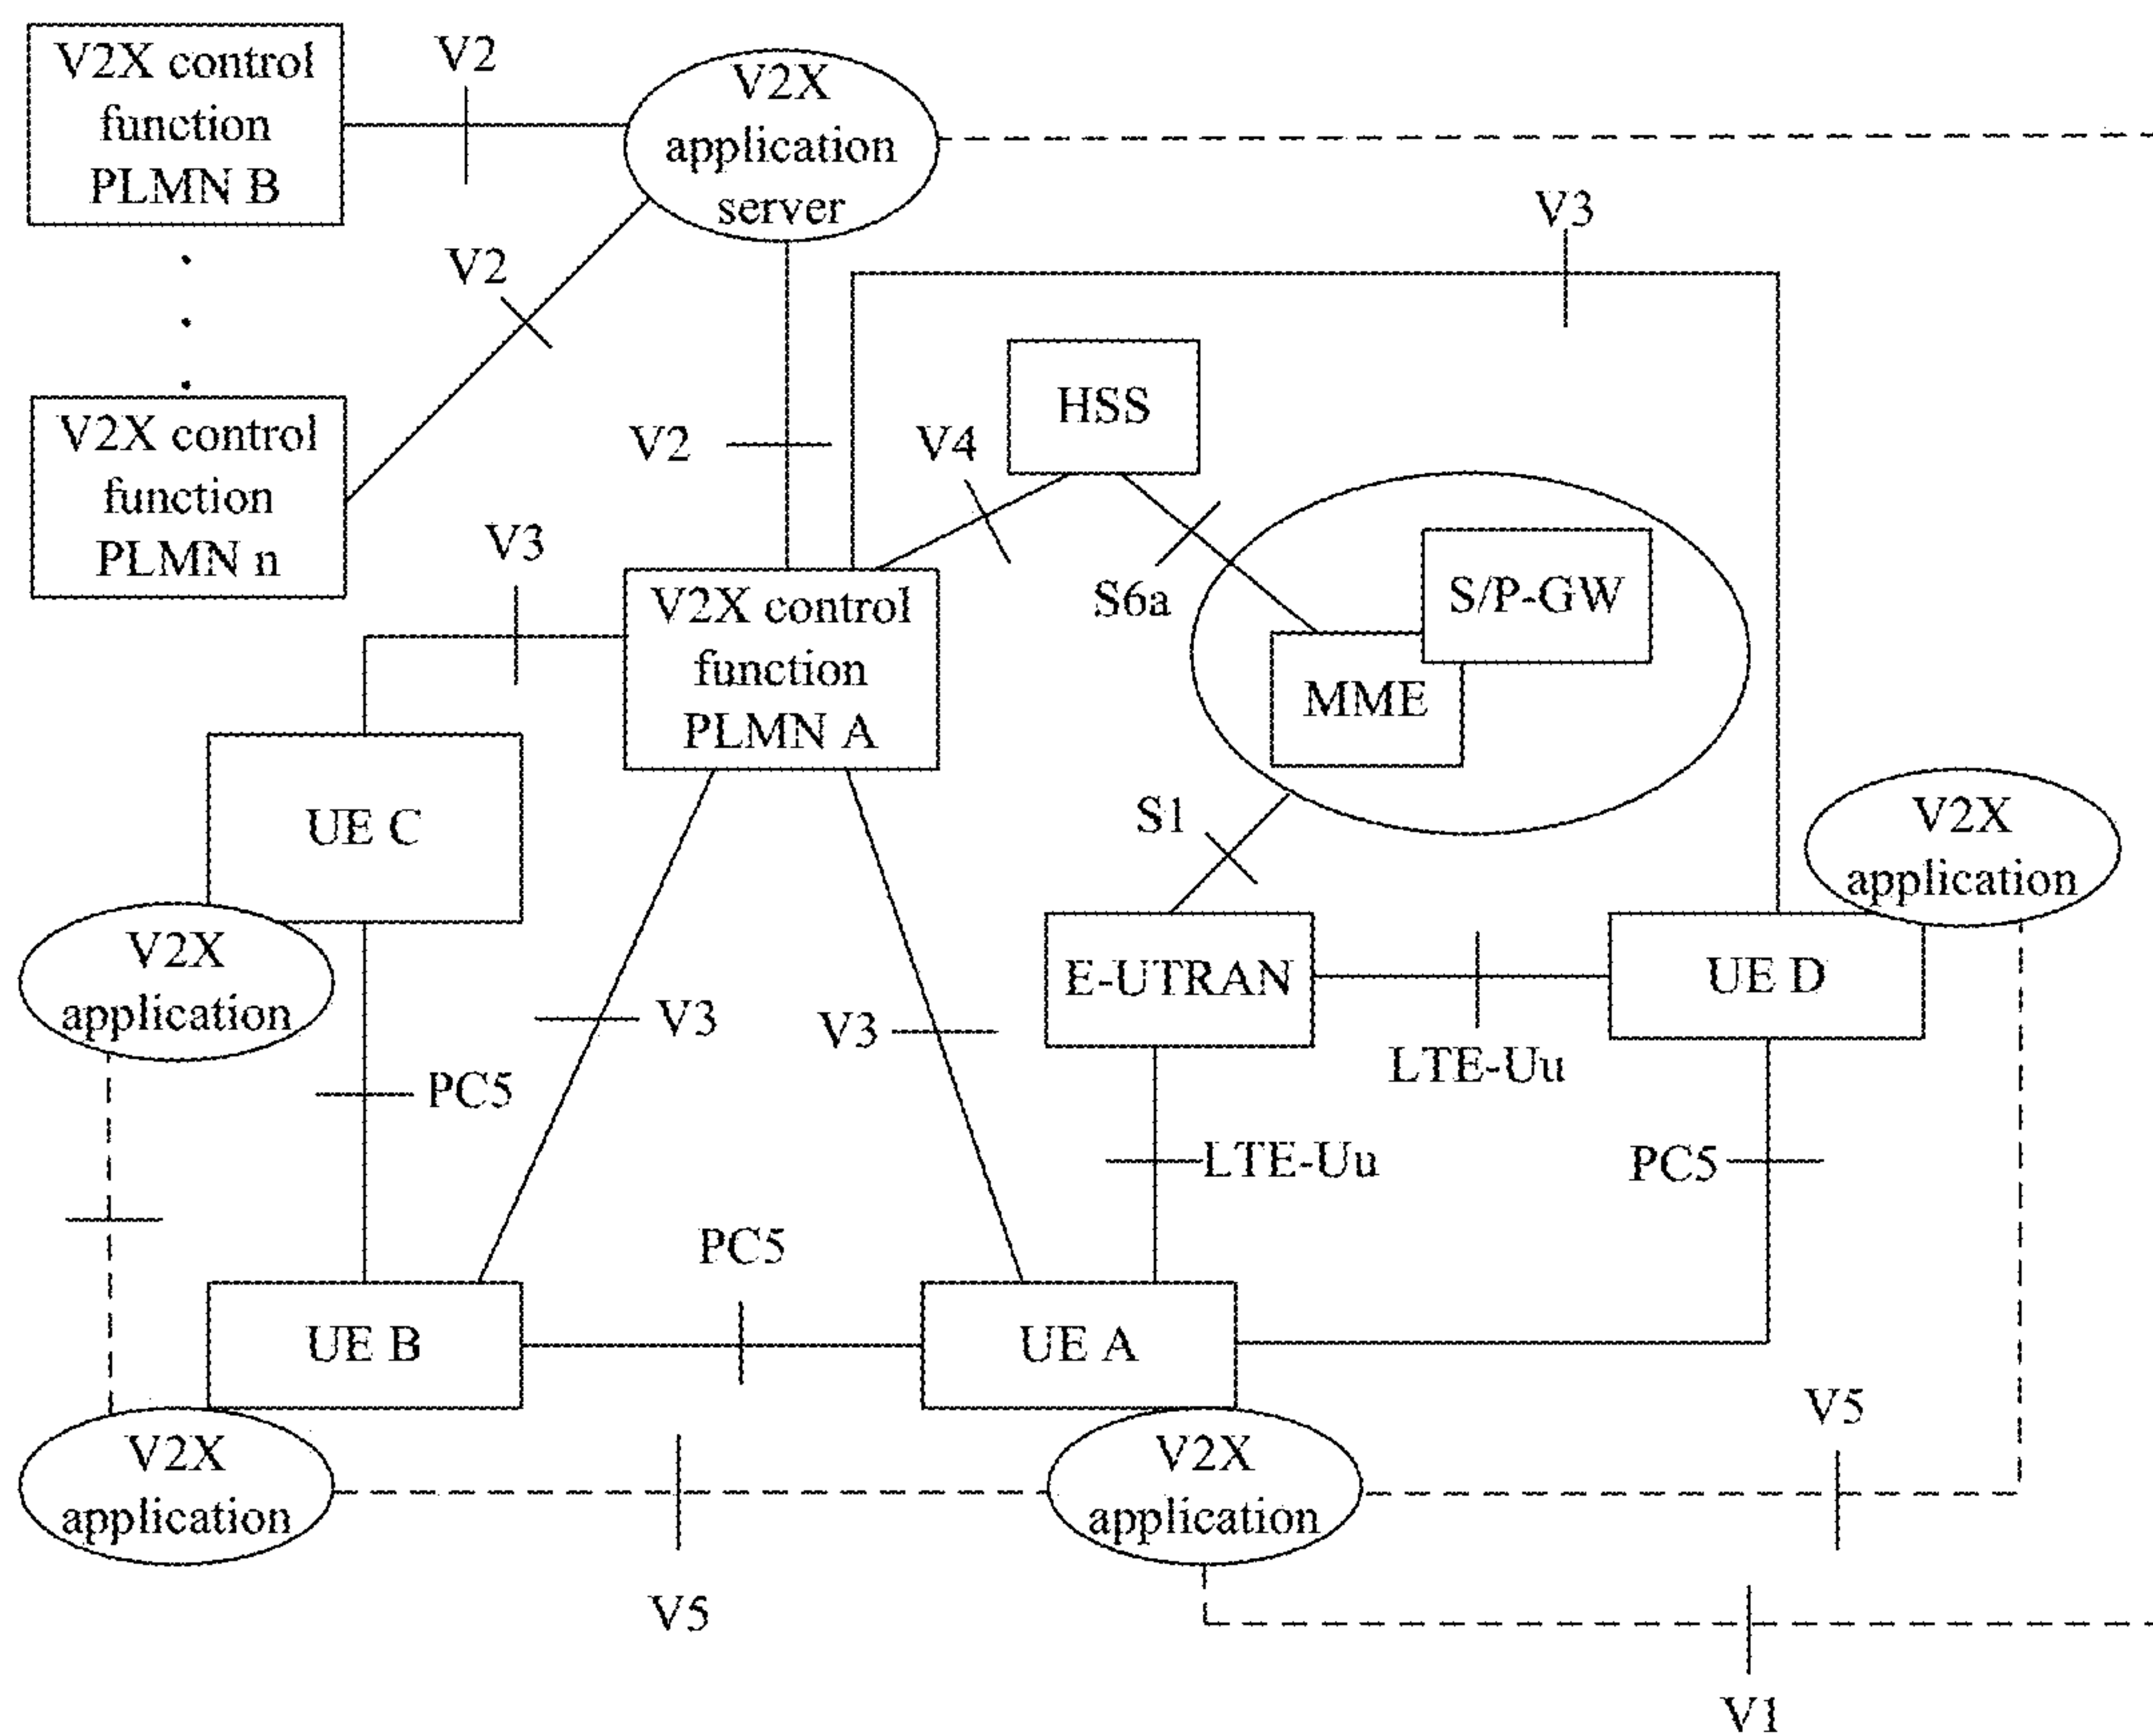 V2X control
function
PLMN B
V2
V2X
application
server
V3
V2
HSS
V2X control
function
PLMN n
V2
V4
V3
S6a
S/P-GW
V2X control
function
PLMN A
MME
UE C
S1
V2X
application
V2X
application
E-UTRAN
UE D
V3
V3
LTE-Uu
PC5
LTE-Uu
PC5
PC5
UE B
UE A
V5
V2X
application
V2X
application
V5
V1